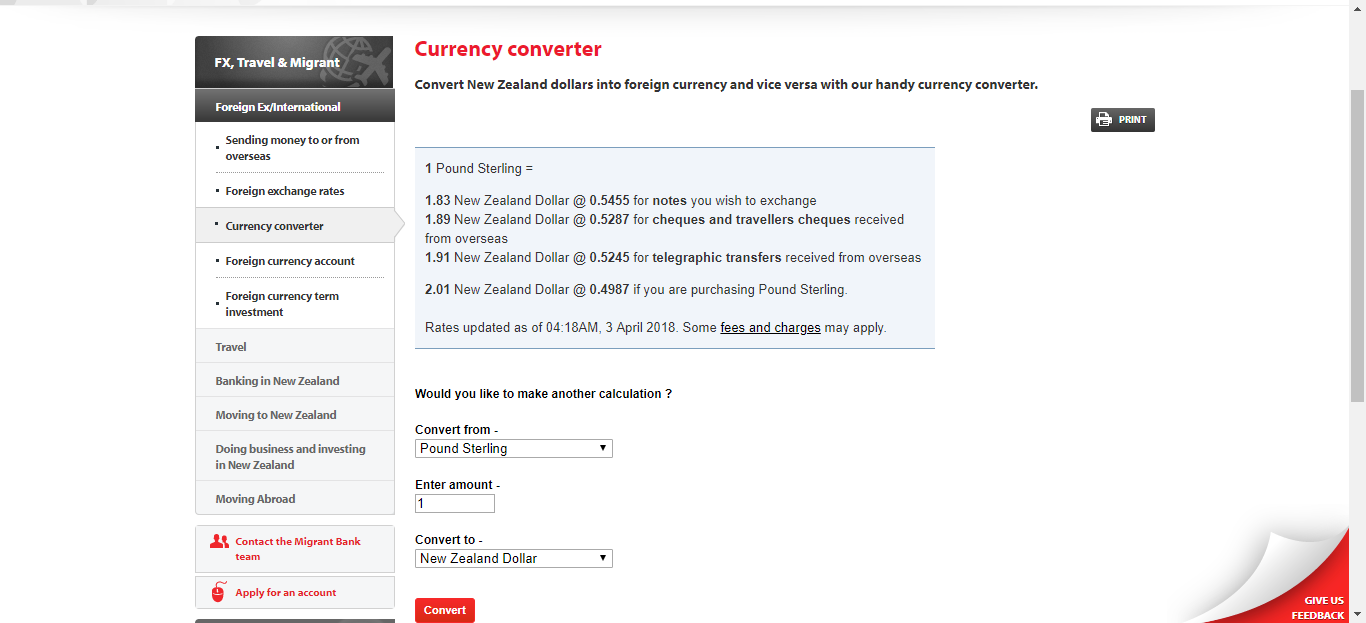 FX, Travel & Migrant
Foreign Ex/International
Sending money to or from
overseas
Foreign exchange rates
Currency converter
Foreign currency account
Foreign currency term
investment
Travel
Banking in New Zealand
Moving to New Zealand
Doing business and investing
in New Zealand
Moving Abroad
Contact the Migrant Bank
team
Apply for an account
Currency converter
Convert New Zealand dollars into foreign currency and vice versa with our handy currency converter.
PRINT
1 Pound Sterling =
1.83 New Zealand Dollar @ 0.5455 for notes you wish to exchange
1.89 New Zealand Dollar @ 0.5287 for cheques and travellers cheques received
from overseas
1.91 New Zealand Dollar @ 0.5245 for telegraphic transfers received from overseas
2.01 New Zealand Dollar @ 0.4987 if you are purchasing Pound Sterling.
Rates updated as of 04:18AM, 3 April 2018. Some fees and charges may apply.
Would you like to make another calculation ?
Convert from -
Pound Sterling
Enter amount -
1
Convert to -
New Zealand Dollar
Convert
GIVE US
FEEDBACK